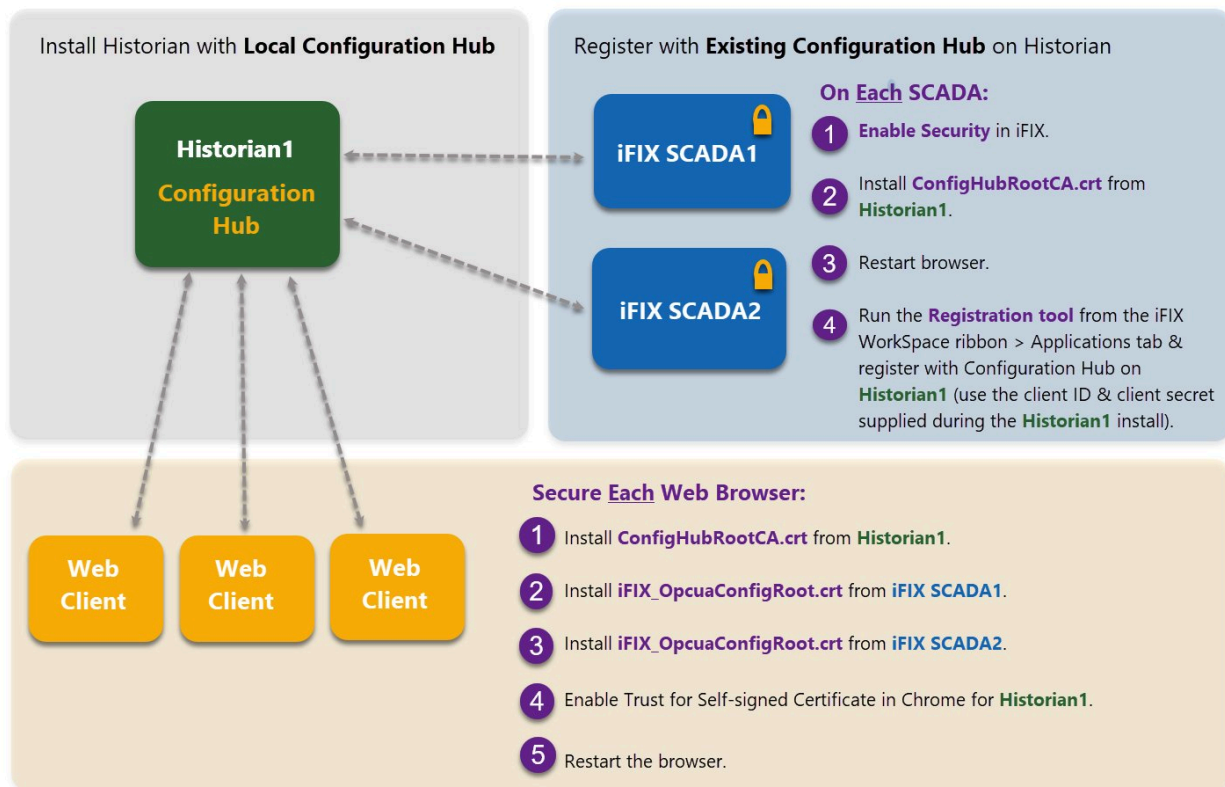 Install Historian with Local Configuration Hub
Historian1
Configuration
Hub
Register with Existing Configuration Hub on Historian
iFIX SCADA1
iFIX SCADA2
On Each SCADA:
1 Enable Security in iFIX.
2 Install ConfigHubRootCA.crt from
Historian1.
3 Restart browser.
4 Run the Registration tool from the iFIX
WorkSpace ribbon > Applications tab &
register with Configuration Hub on
Historian1 (use the client ID & client secret
supplied during the Historian1 install).
Web
Client
Web
Client
Web
Client
Secure Each Web Browser:
1 Install ConfigHubRootCA.crt from Historian1.
2 Install iFIX_OpcuaConfigRoot.crt from iFIX SCADA1.
3 Install iFIX_OpcuaConfigRoot.crt from iFIX SCADA2.
4 Enable Trust for Self-signed Certificate in Chrome for Historian1.
5 Restart the browser.